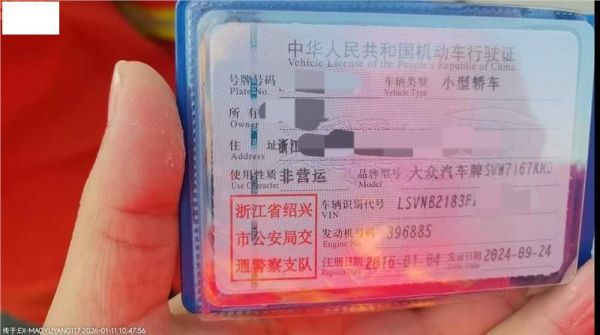 中华人民共和国机动车行驶证
Vehicle License of the People's Republic of China
号牌号码 车辆类型 小型轿车
Plate No. Vehicle Type
所有
Owner
住 址 浙江
Address
使用性质 非营运 品牌型号 大众汽车牌SVW7167KMD
Use Character Model
浙江省绍兴
市公安局交
通警察支队
车辆识别代号 LSVNB2183F
VIN
发动机号码 396885
Engine No.
注册日期 2016-01-04 发证日期 2024-09-24
Register Date Issue Date
传于:EX-MAOYUYANG117 2026-01-11 10:47:56